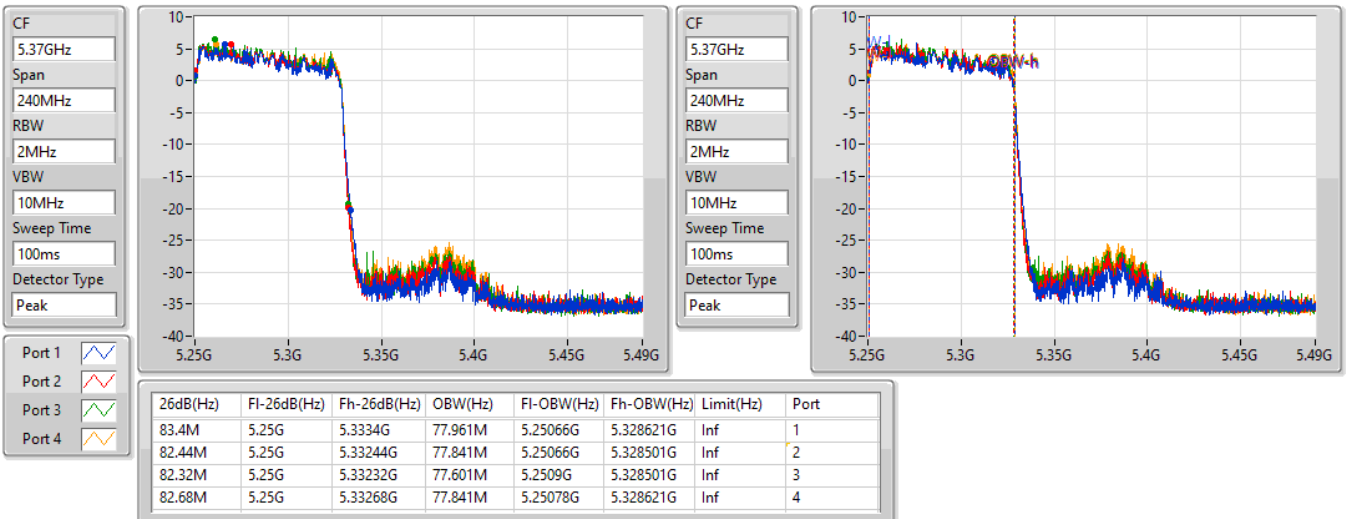 CF
5.37GHz
Span
240MHz
RBW
2MHz
VBW
10MHz
Sweep Time
100ms
Detector Type
Peak
10
5
0
-5
-10
-15
-20
-25
-30
-35
-40
5.25G 5.3G 5.35G 5.4G 5.45G 5.49G
CF
5.37GHz
Span
240MHz
RBW
2MHz
VBW
10MHz
Sweep Time
100ms
Detector Type
Peak
10
5
0
-5
-10
-15
-20
-25
-30
-35
-40
OBW-h
5.25G 5.3G 5.35G 5.4G 5.45G 5.49G
Port 1
Port 2
Port 3
Port 4
26dB(Hz) Fl-26dB(Hz) Fh-26dB(Hz) OBW(Hz) Fl-OBW(Hz) Fh-OBW(Hz) Limit(Hz) Port
83.4M 5.25G 5.3334G 77.961M 5.25066G 5.328621G Inf 1
82.44M 5.25G 5.33244G 77.841M 5.25066G 5.328501G Inf 2
82.32M 5.25G 5.33232G 77.601M 5.2509G 5.328501G Inf 3
82.68M 5.25G 5.33268G 77.841M 5.25078G 5.328621G Inf 4